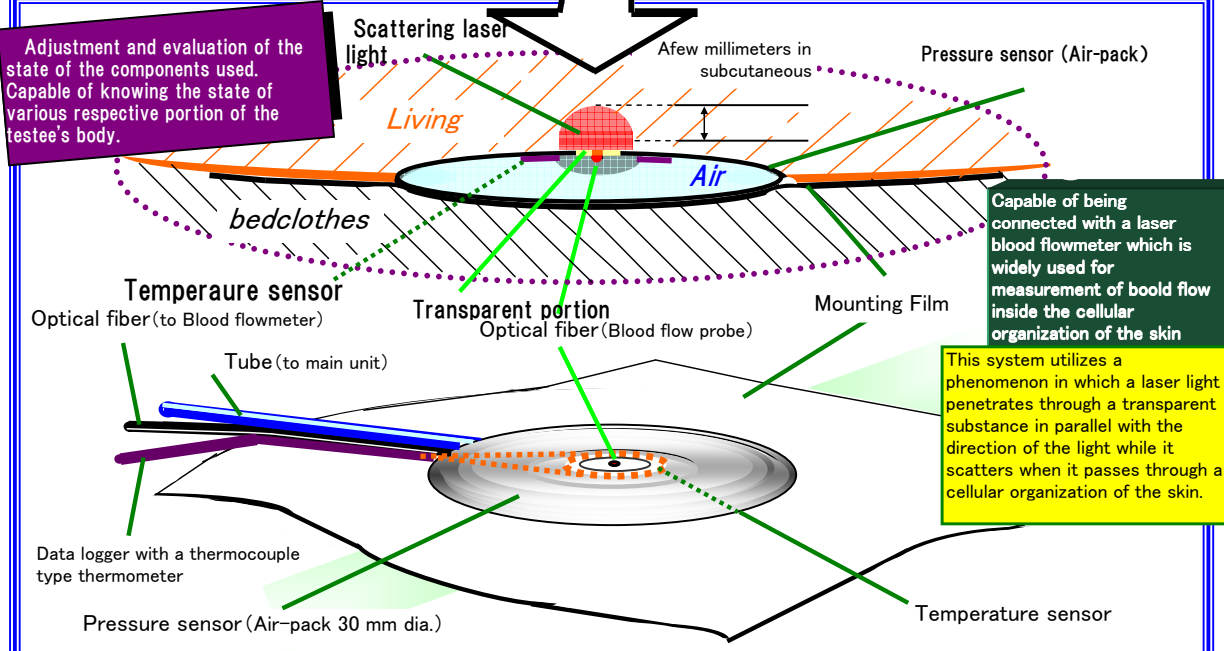 Adjustment and evaluation of the
state of the components used.
Capable of knowing the state of
various respective portion of the
testee's body.
Scattering laser
light
Afew millimeters in
subcutaneous
Pressure sensor (Air-pack)
Living
Air
bedclothes
Capable of being
connected with a laser
blood flowmeter which is
widely used for
measurement of boold flow
inside the cellular
organization of the skin
Temperaure sensor
Transparent portion
Mounting Film
Optical fiber (to Blood flowmeter)
Optical fiber (Blood flow probe)
Tube (to main unit)
This system utilizes a
phenomenon in which a laser light
penetrates through a transparent
substance in parallel with the
direction of the light while it
scatters when it passes through a
cellular organization of the skin.
Data logger with a thermocouple
type thermometer
Pressure sensor (Air-pack 30 mm dia.)
Temperature sensor